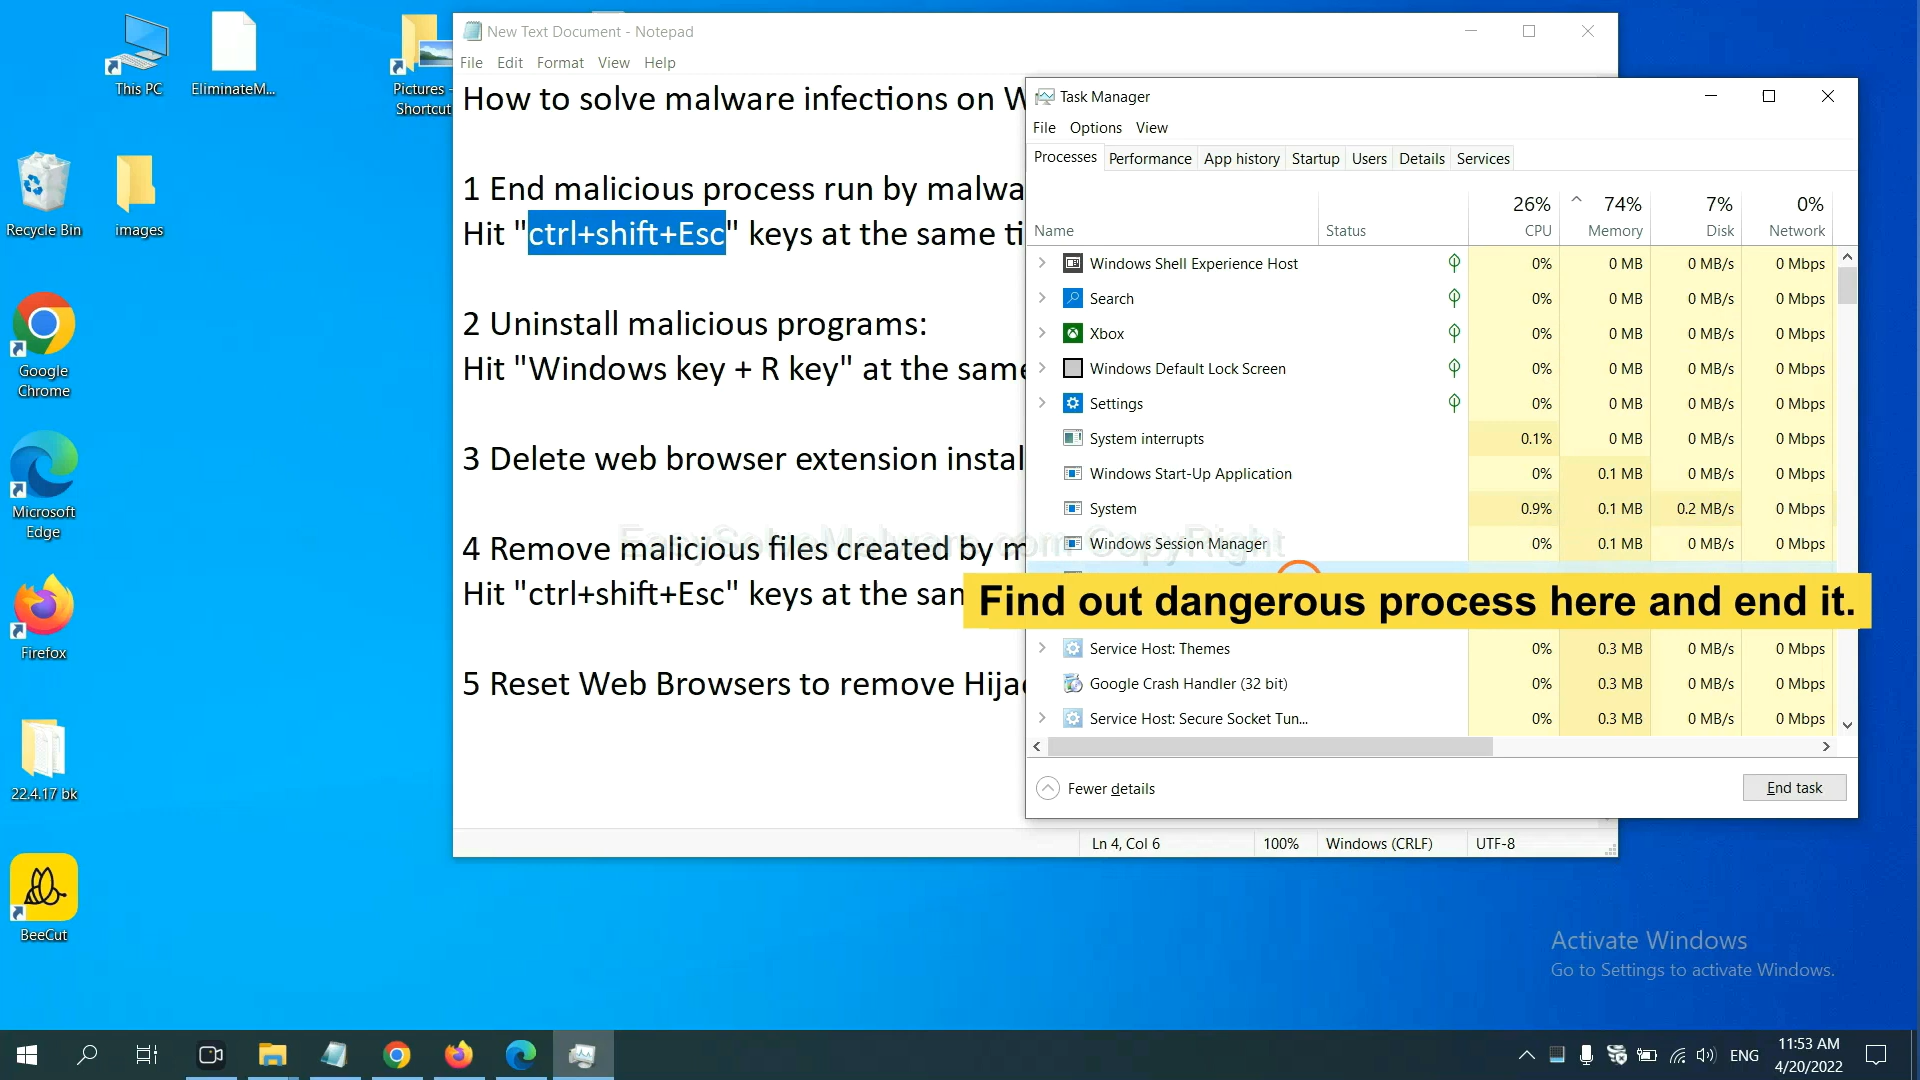 This PC
EliminateM...
Pictures -
Shortcut
Recycle Bin
images
Google
Chrome
Microsoft
Edge
Firefox
22.4.17 bk
BeeCut
New Text Document - Notepad
File Edit Format View Help
How to solve malware infections on W
1 End malicious process run by malwa
Hit "ctrl+shift+Esc" keys at the same ti
2 Uninstall malicious programs:
Hit "Windows key + R key" at the same
3 Delete web browser extension instal
4 Remove malicious files created by m
Hit "ctrl+shift+Esc" keys at the san
5 Reset Web Browsers to remove Hijac
Ln 4, Col 6 100% Windows (CRLF) UTF-8
EasySolveMalware.com CopyRight
Task Manager
File Options View
Processes Performance App history Startup Users Details Services
26% 74% 7% 0%
Name Status CPU Memory Disk Network
Windows Shell Experience Host 0% 0 MB 0 MB/s 0 Mbps
Search 0% 0 MB 0 MB/s 0 Mbps
Xbox 0% 0 MB 0 MB/s 0 Mbps
Windows Default Lock Screen 0% 0 MB 0 MB/s 0 Mbps
Settings 0% 0 MB 0 MB/s 0 Mbps
System interrupts 0.1% 0 MB 0 MB/s 0 Mbps
Windows Start-Up Application 0% 0.1 MB 0 MB/s 0 Mbps
System 0.9% 0.1 MB 0.2 MB/s 0 Mbps
Windows Session Manager 0% 0.1 MB 0 MB/s 0 Mbps
Find out dangerous process here and end it.
Service Host: Themes 0% 0.3 MB 0 MB/s 0 Mbps
Google Crash Handler (32 bit) 0% 0.3 MB 0 MB/s 0 Mbps
Service Host: Secure Socket Tun... 0% 0.3 MB 0 MB/s 0 Mbps
Fewer details
End task
Activate Windows
Go to Settings to activate Windows.
ENG
11:53 AM
4/20/2022